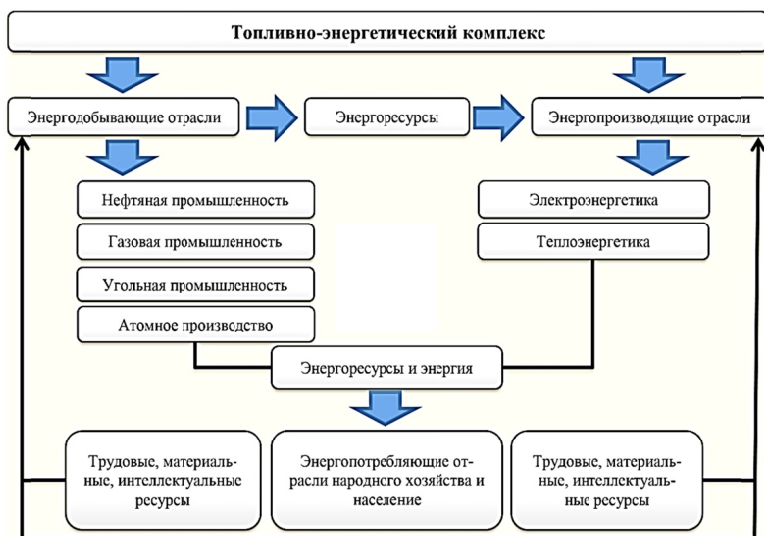 Топливно-энергетический комплекс
Энергодобывающие отрасли
Энергоресурсы
Энергопроизводящие отрасли
Нефтяная промышленность
Газовая промышленность
Угольная промышленность
Атомное производство
Электроэнергетика
Теплоэнергетика
Энергоресурсы и энергия
Трудовые, материаль-
ные, интеллектуальные
ресурсы
Энергопотребляющие от-
расли народного хозяйства и
население
Трудовые, материаль-
ные, интеллектуаль-
ные ресурсы